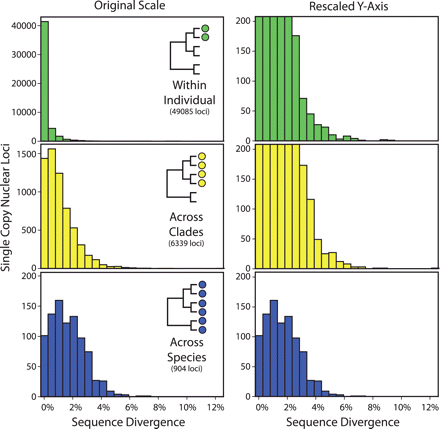 Original Scale
Rescaled Y-Axis
Single Copy Nuclear Loci
40000
30000
20000
10000
0
Within
Individual
(49085 loci)
200
150
100
50
0
1500
1000
500
0
Across
Clades
(6339 loci)
200
150
100
50
0
200
150
100
50
0
Across
Species
(904 loci)
200
150
100
50
0
0% 2% 4% 6% 8% 10% 12%
0% 2% 4% 6% 8% 10% 12%
Sequence Divergence
Sequence Divergence